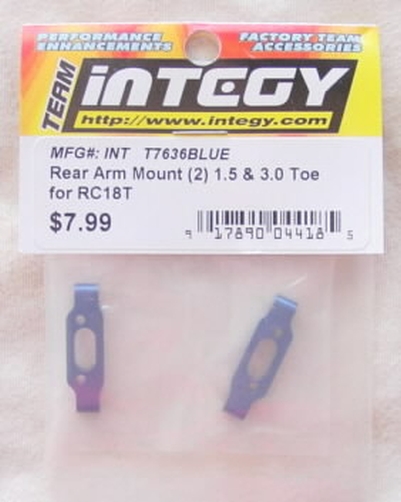 PERFORMANCE ENHANCEMENTS
FACTORY TEAM ACCESSORIES
TEAM
iNTEGY
http://www.integy.com
MFG#: INT T7636BLUE
Rear Arm Mount (2) 1.5 & 3.0 Toe
for RC18T
$7.99
9 17890 04418 5